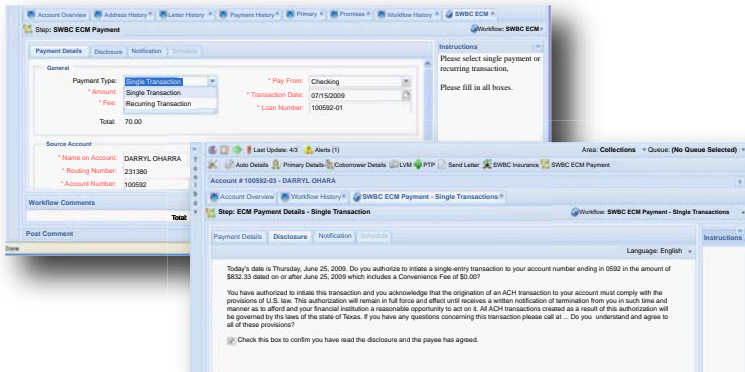 Account Overview Address History Letter History Payment History Primary Promises Workflow History SWBC ECM
Step: SWBC ECM Payment Workflow: SWBC ECM
Payment Details Disclosure Notification Schedule
Instructions
Please select single payment or
recurring transaction,
Please fill in all boxes.
General
Payment Type: Single Transaction
Single Transaction
Recurring Transaction
* Amount:
* Fee:
Total: 70.00
* Pay From: Checking
* Transaction Date: 07/15/2009
* Loan Number: 100592-01
Source Account
* Name on Account: DARRYL OHARRA
* Routing Number: 231380
* Account Number: 100592
Workflow Comments
Total:
Post Comment
Done
Last Update: 4/3 Alerts (1) Area: Collections Queue: (No Queue Selected)
Auto Details Primary Details Coborrower Details LVM PTP Send Letter SWBC Insurance SWBC ECM Payment
Account # 100592-03 - DARRYL OHARA
Account Overview Workflow History SWBC ECM Payment - Single Transactions
Step: ECM Payment Details - Single Transaction Workflow: SWBC ECM Payment - Single Transactions
Payment Details Disclosure Notification Schedule
Instructions
Language: English
Today's date is Thursday, June 25, 2009. Do you authorize to intiate a single-entry transaction to your account number ending in 0592 in the amount of
$832.33 dated on or after June 25, 2009 which includes a Convenience Fee of $0.00?
You have authorized to intiate this transaction and you acknowledge that the origination of an ACH transaction to your account must comply with the
provisions of U.S. law. This authorization will remain in full force and effect until receives a written notification of termination from you in such time and
manner as to afford and your financial institution a reasonable opportunity to act on it. All ACH transactions created as a result of this authorization will
be governed by ths laws of the state of Texas. If you have any questions concerning this transaction please call at ... Do you understand and agree to
all of these provisions?
Check this box to confim you have read the disclosure and the payee has agreed.